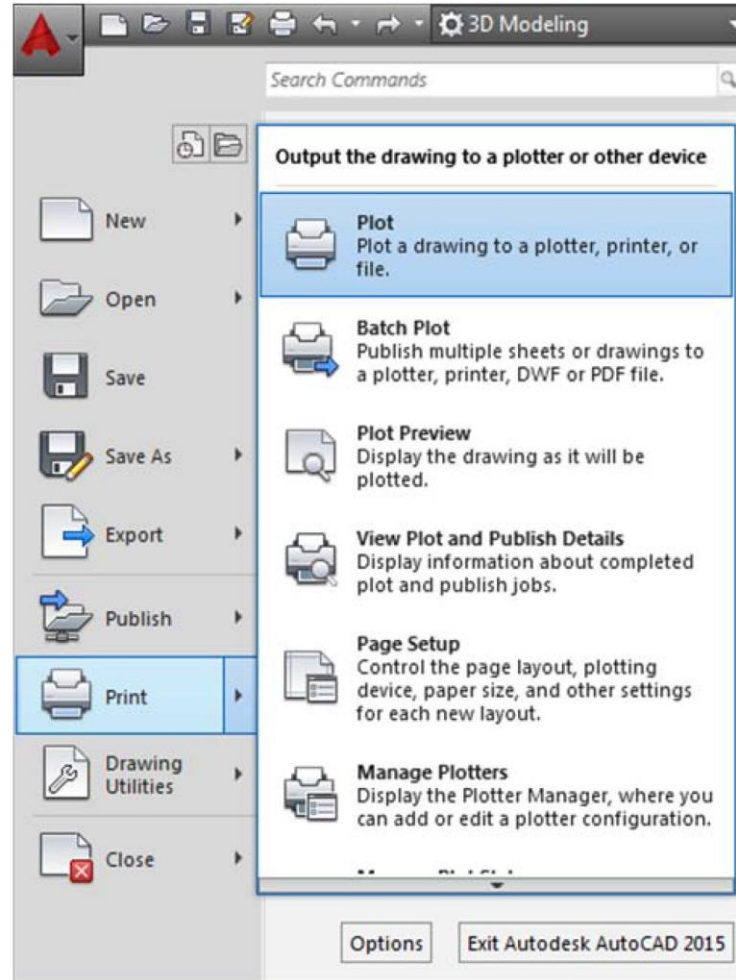 3D Modeling
Search Commands
New
Open
Save
Save As
Export
Publish
Print
Drawing
Utilities
Close
Output the drawing to a plotter or other device
Plot
Plot a drawing to a plotter, printer, or
file.
Batch Plot
Publish multiple sheets or drawings to
a plotter, printer, DWF or PDF file.
Plot Preview
Display the drawing as it will be
plotted.
View Plot and Publish Details
Display information about completed
plot and publish jobs.
Page Setup
Control the page layout, plotting
device, paper size, and other settings
for each new layout.
Manage Plotters
Display the Plotter Manager, where you
can add or edit a plotter configuration.
Options
Exit Autodesk AutoCAD 2015